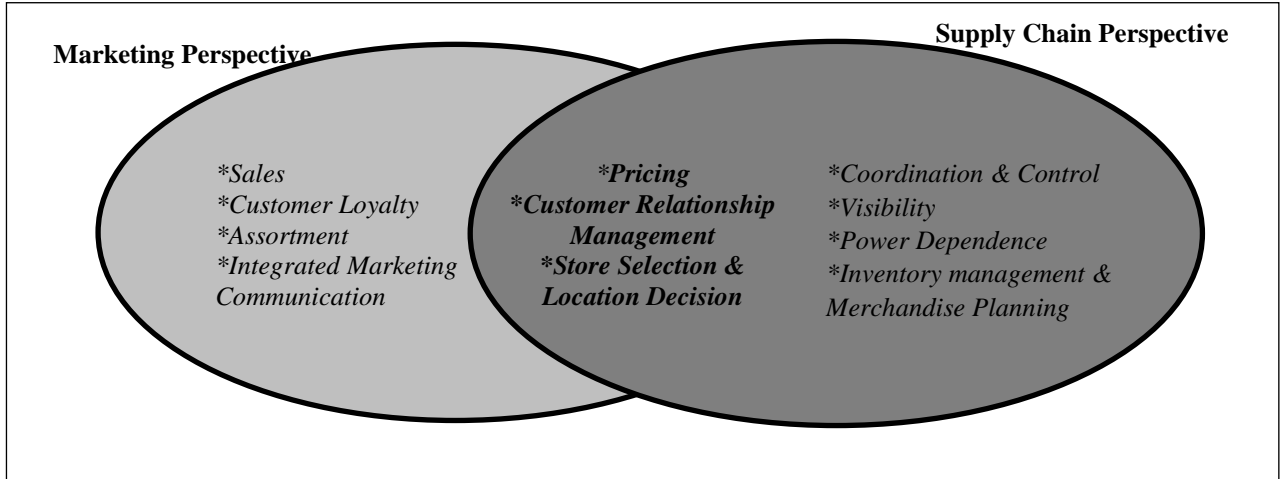 Marketing Perspective
Supply Chain Perspective
*Sales
*Customer Loyalty
*Assortment
*Integrated Marketing
Communication
*Pricing
*Customer Relationship
Management
*Store Selection &
Location Decision
*Coordination & Control
*Visibility
*Power Dependence
*Inventory management &
Merchandise Planning